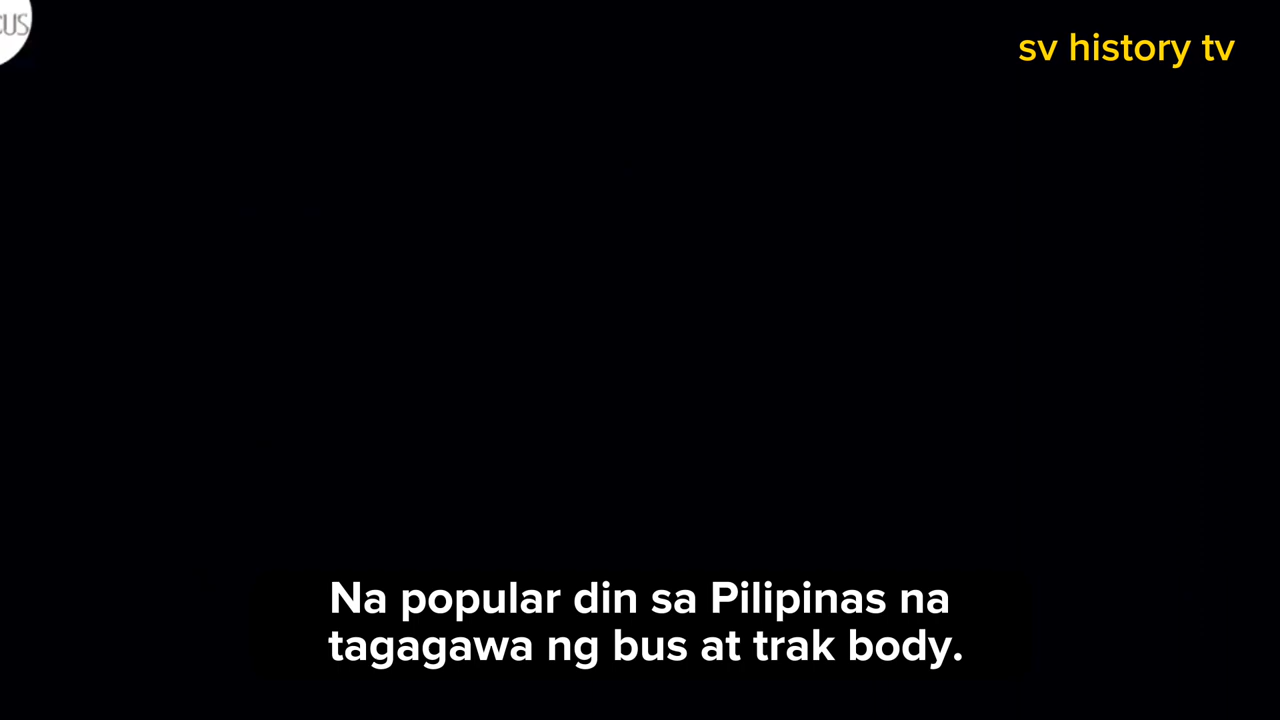 sv history tv
Na popular din sa Pilipinas na
tagagawa ng bus at trak body.